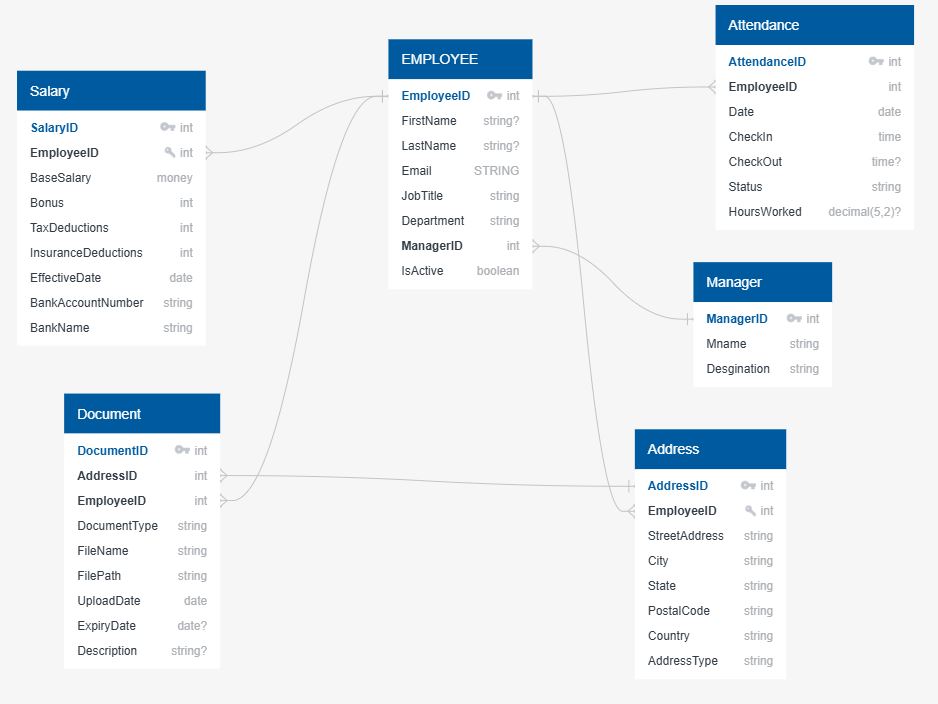 Salary
SalaryID int
EmployeeID int
BaseSalary money
Bonus int
TaxDeductions int
InsuranceDeductions int
EffectiveDate date
BankAccountNumber string
BankName string
EMPLOYEE
EmployeeID int
FirstName string?
LastName string?
Email STRING
JobTitle string
Department string
ManagerID int
IsActive boolean
Attendance
AttendanceID int
EmployeeID int
Date date
CheckIn time
CheckOut time?
Status string
HoursWorked decimal(5,2)?
Manager
ManagerID int
Mname string
Desgination string
Document
DocumentID int
AddressID int
EmployeeID int
DocumentType string
FileName string
FilePath string
UploadDate date
ExpiryDate date?
Description string?
Address
AddressID int
EmployeeID int
StreetAddress string
City string
State string
PostalCode string
Country string
AddressType string